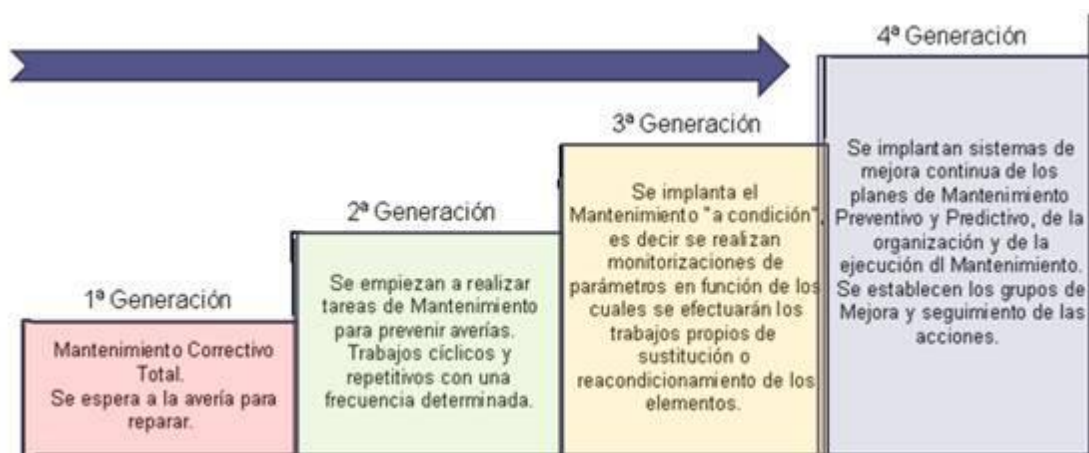 1ª Generación
Mantenimiento Correctivo
Total.
Se espera a la avería para
reparar.
2ª Generación
Se empiezan a realizar
tareas de Mantenimiento
para prevenir averías.
Trabajos cíclicos y
repetitivos con una
frecuencia determinada.
3ª Generación
Se implanta el
Mantenimiento "a condición",
es decir se realizan
monitorizaciones de
parámetros en función de los
cuales se efectuarán los
trabajos propios de
sustitución o
reacondicionamiento de los
elementos.
4ª Generación
Se implantan sistemas de
mejora continua de los
planes de Mantenimiento
Preventivo y Predictivo, de la
organización y de la
ejecución dl Mantenimiento.
Se establecen los grupos de
Mejora y seguimiento de las
acciones.